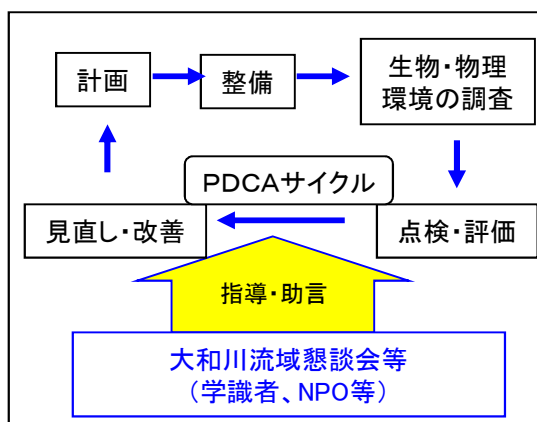 計画
整備
生物・物理
環境の調査
PDCAサイクル
見直し・改善
点検・評価
指導・助言
大和川流域懇談会等
（学識者、NPO等）